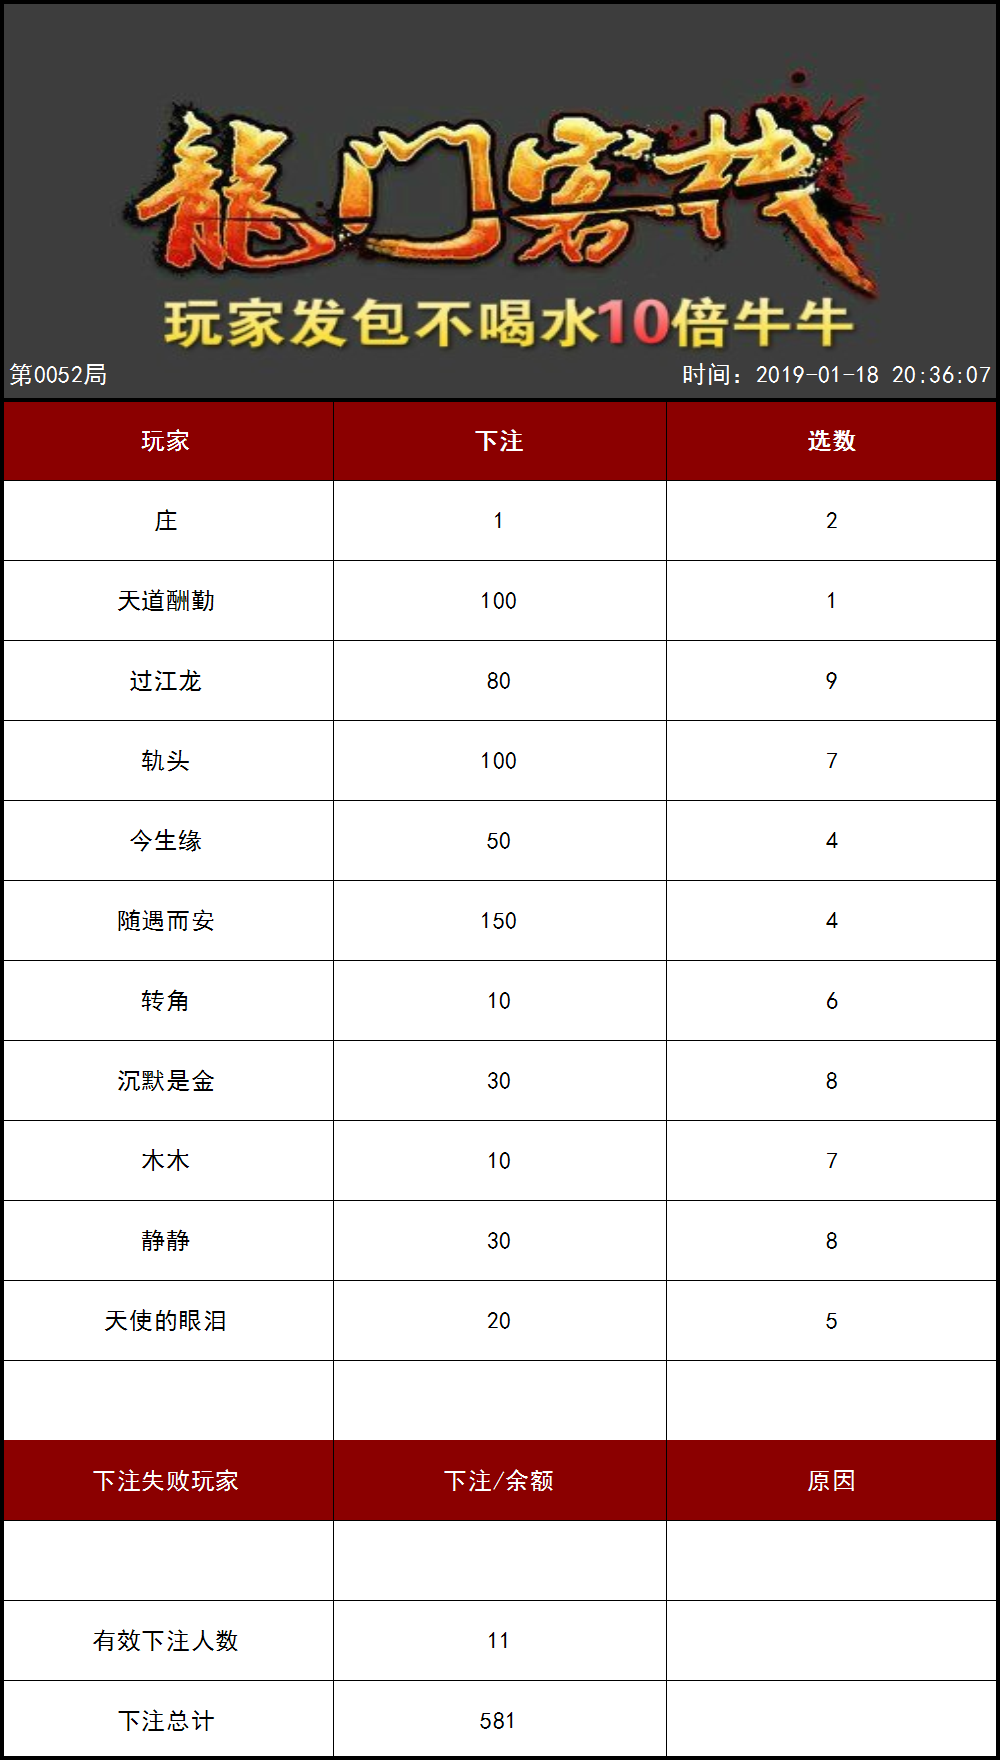 龍门客栈
玩家发包不喝水10倍牛牛
第0052局 时间：2019-01-18 20:36:07
玩家 下注 选数
庄 1 2
天道酬勤 100 1
过江龙 80 9
轨头 100 7
今生缘 50 4
随遇而安 150 4
转角 10 6
沉默是金 30 8
木木 10 7
静静 30 8
天使的眼泪 20 5
下注失败玩家 下注/余额 原因
有效下注人数 11
下注总计 581